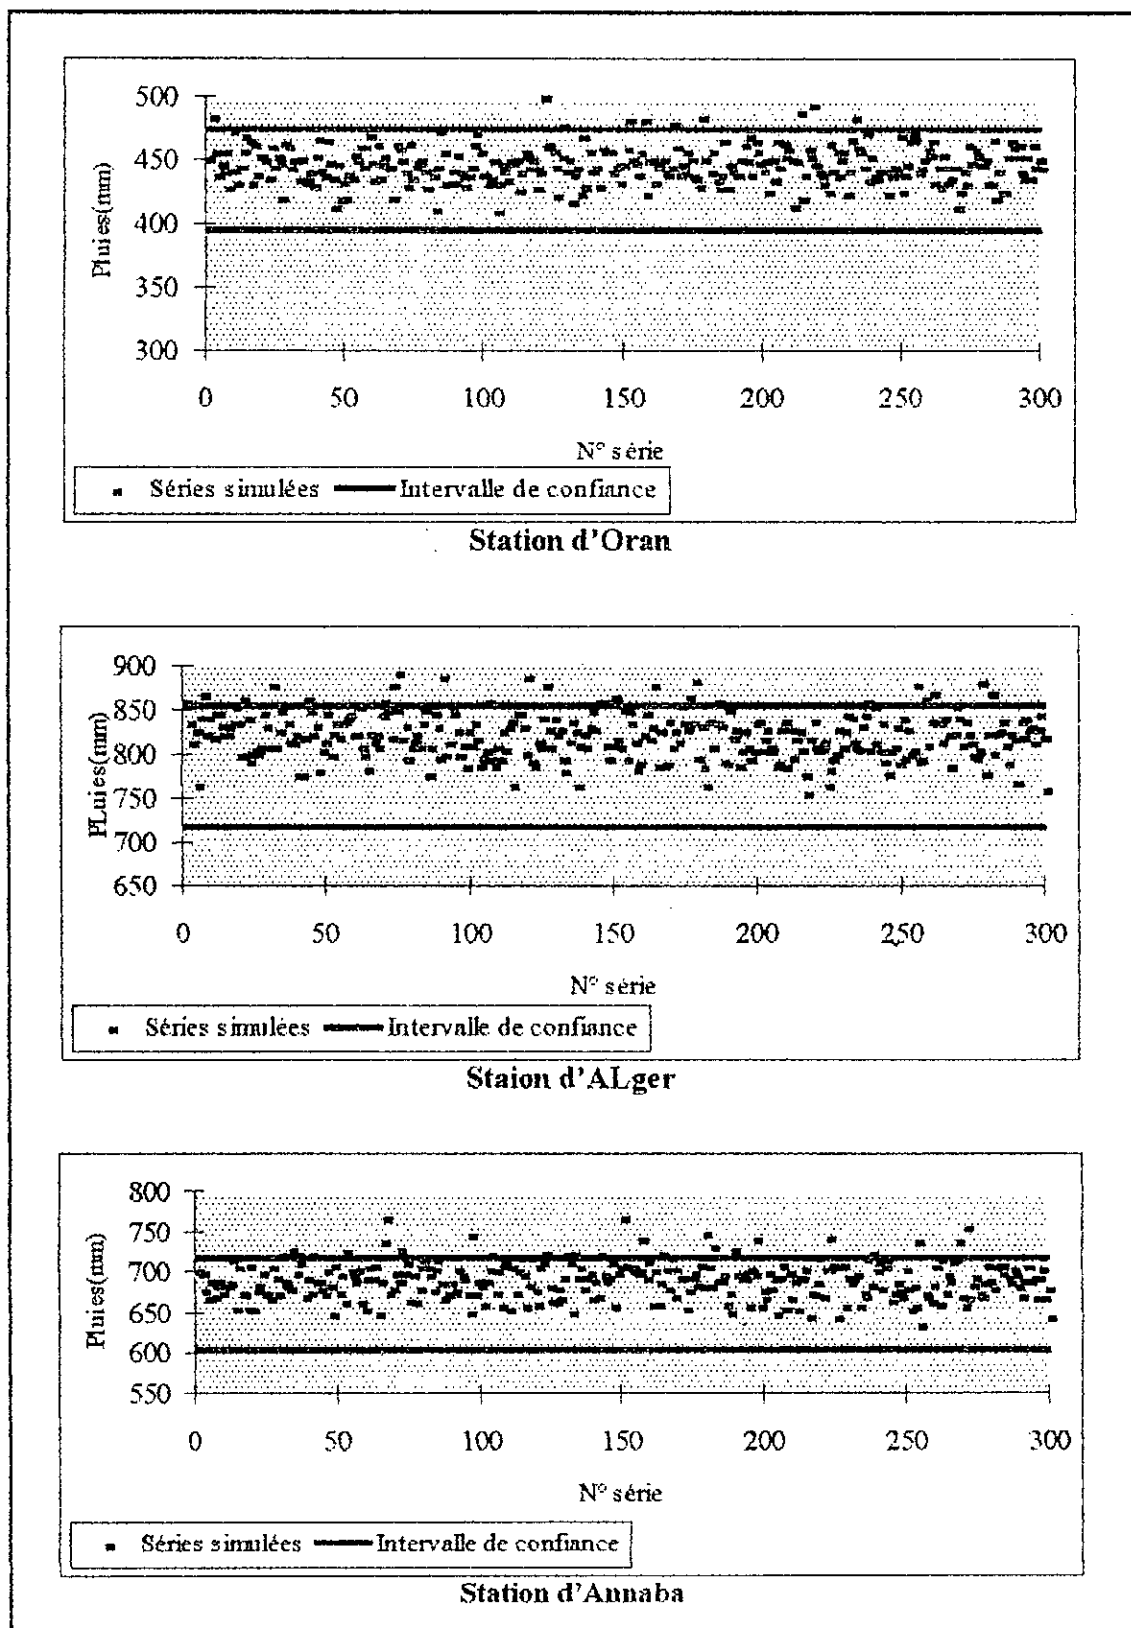 500
450
400
350
300
Pluies(mm)
0 50 100 150 200 250 300
N° série
Séries simulées Intervalle de confiance
Station d'Oran
900
850
800
750
700
650
PLuies(mm)
0 50 100 150 200 250 300
N° série
Séries simulées Intervalle de confiance
Staion d'ALger
800
750
700
650
600
550
Pluies(mm)
0 50 100 150 200 250 300
N° série
Séries simulées Intervalle de confiance
Station d'Annaba